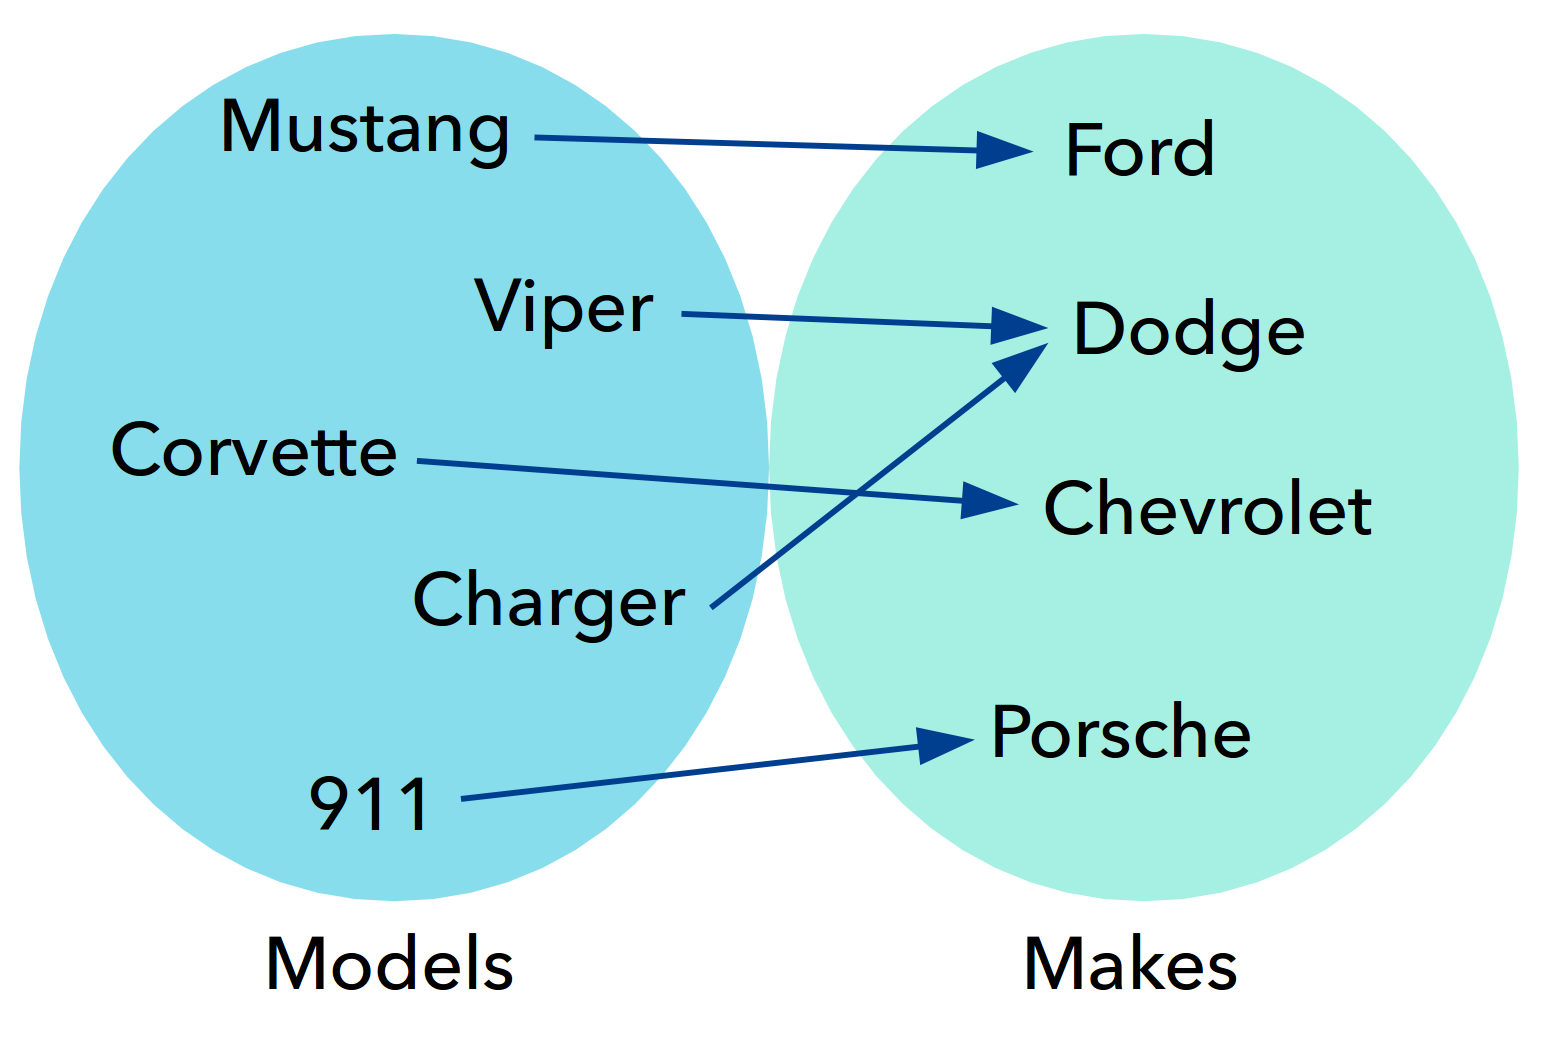 Mustang
Ford
Viper
Dodge
Corvette
Chevrolet
Charger
Porsche
911
Models
Makes